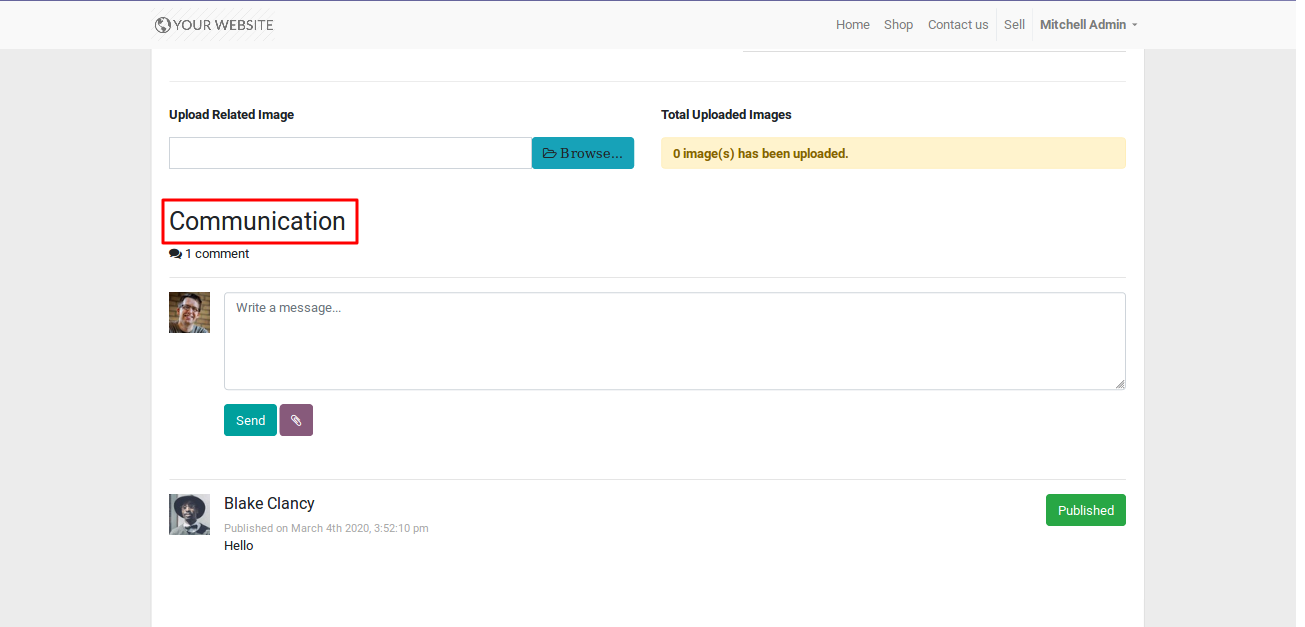 YOUR WEBSITE
Home Shop Contact us Sell Mitchell Admin
Upload Related Image
Total Uploaded Images
Browse...
0 image(s) has been uploaded.
Communication
1 comment
Write a message...
Send
Blake Clancy
Published
Published on March 4th 2020, 3:52:10 pm
Hello